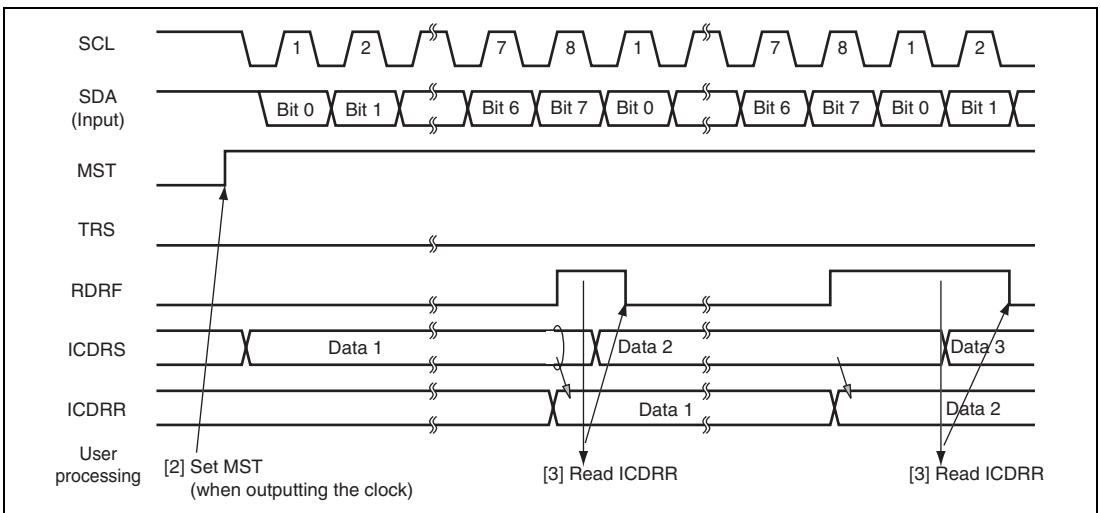 SCL 1 2 7 8 1 7 8 1 2
SDA
(Input)
Bit 0 Bit 1 Bit 6 Bit 7 Bit 0 Bit 6 Bit 7 Bit 0 Bit 1
MST
TRS
RDRF
ICDRS Data 1 Data 2 Data 3
ICDRR Data 1 Data 2
User
processing
[2] Set MST
(when outputting the clock)
[3] Read ICDRR [3] Read ICDRR